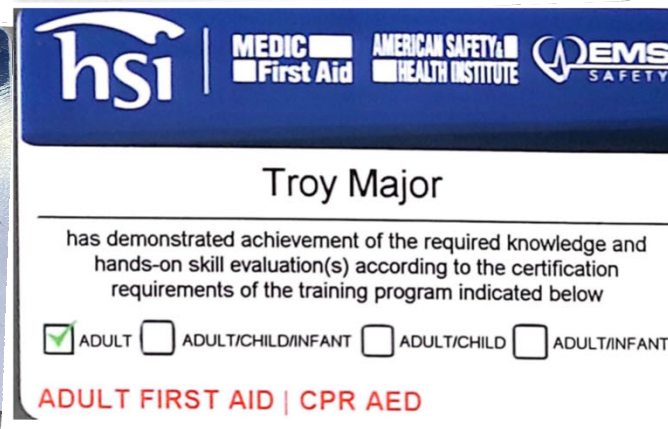 hsi
MEDIC
First Aid
AMERICAN SAFETY &
HEALTH INSTITUTE
EMS
SAFETY
Troy Major
has demonstrated achievement of the required knowledge and
hands-on skill evaluation(s) according to the certification
requirements of the training program indicated below
ADULT ADULT/CHILD/INFANT ADULT/CHILD ADULT/INFANT
ADULT FIRST AID | CPR AED